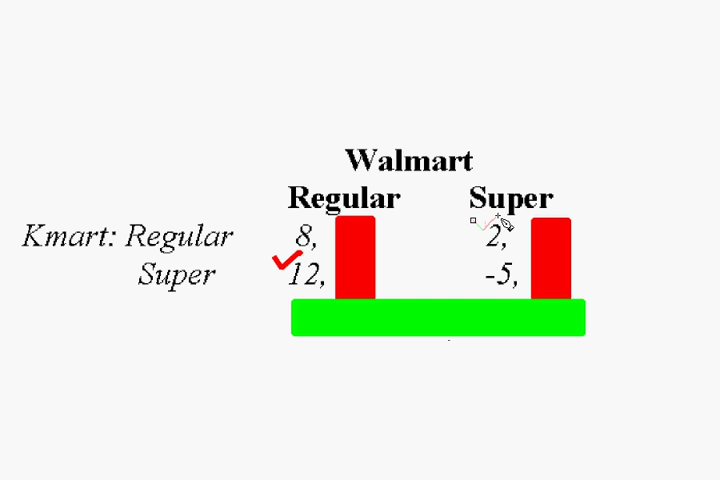 Walmart
Regular Super
Kmart: Regular 8, 2,
Super 12, -5,